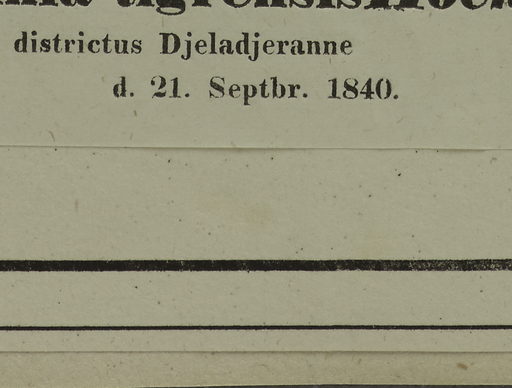 districtus Djeladjeranne
d. 21. Septbr. 1840.